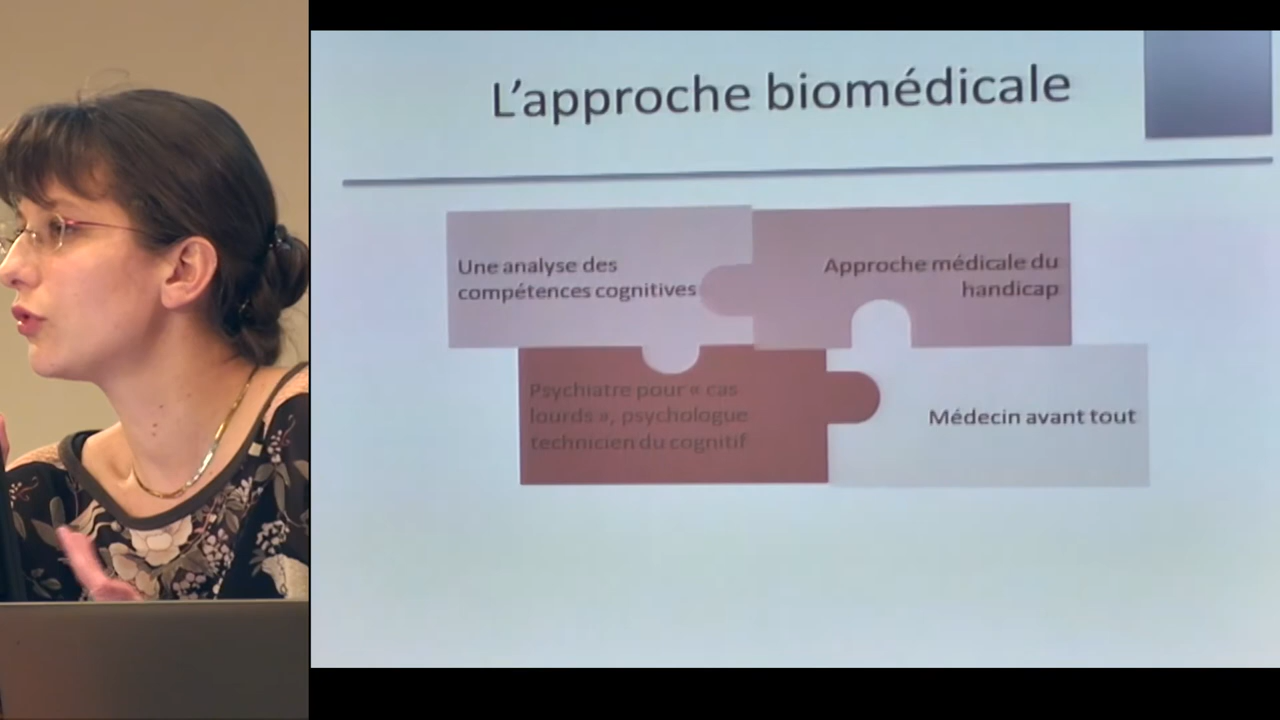 L'approche biomédicale
Une analyse des
compétences cognitives
Approche médicale du
handicap
Psychiatre pour « cas
lourds », psychologue
technicien du cognitif
Médecin avant tout